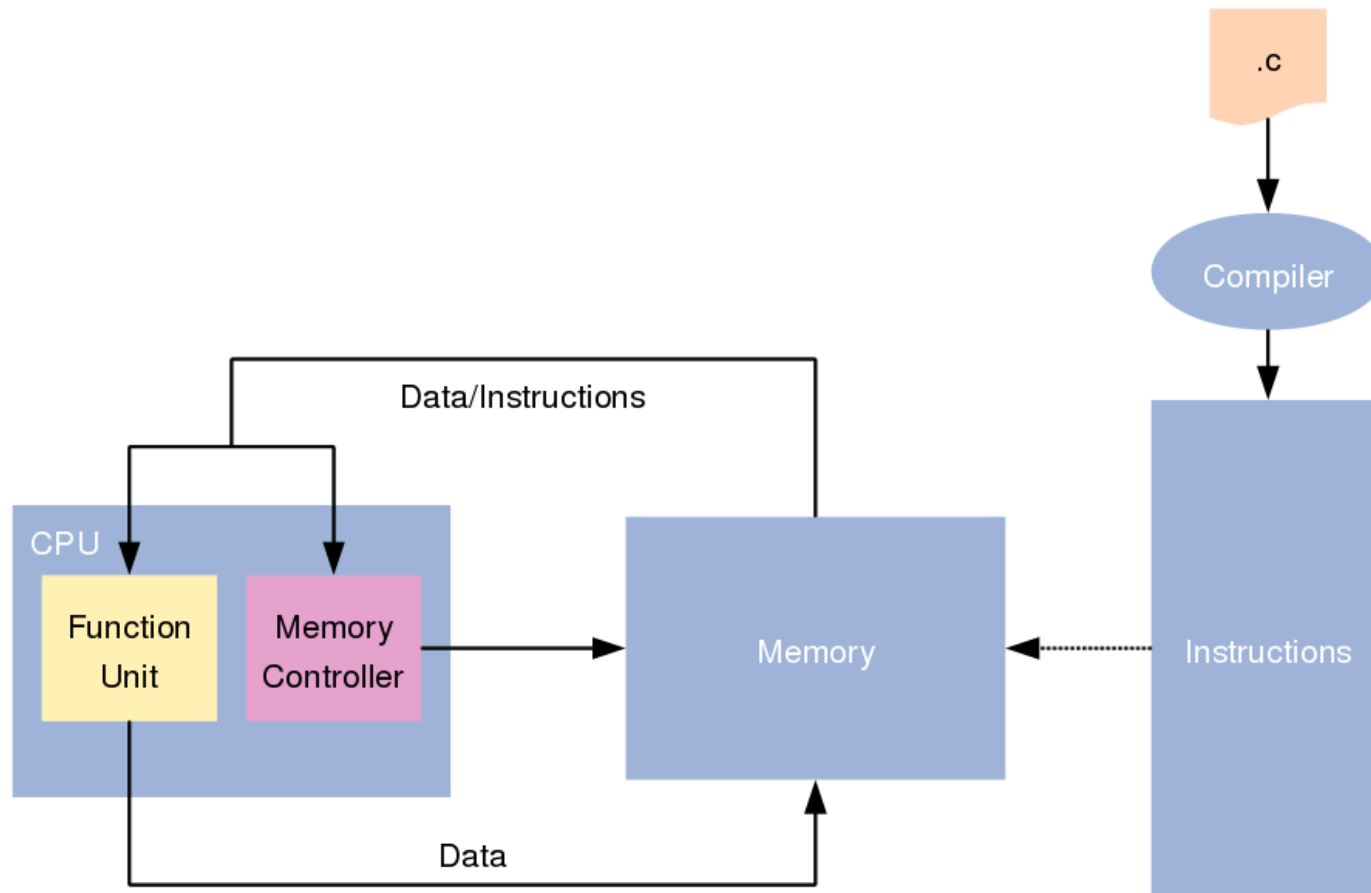 .c
Compiler
Data/Instructions
CPU
Function
Unit
Memory
Controller
Memory
Instructions
Data